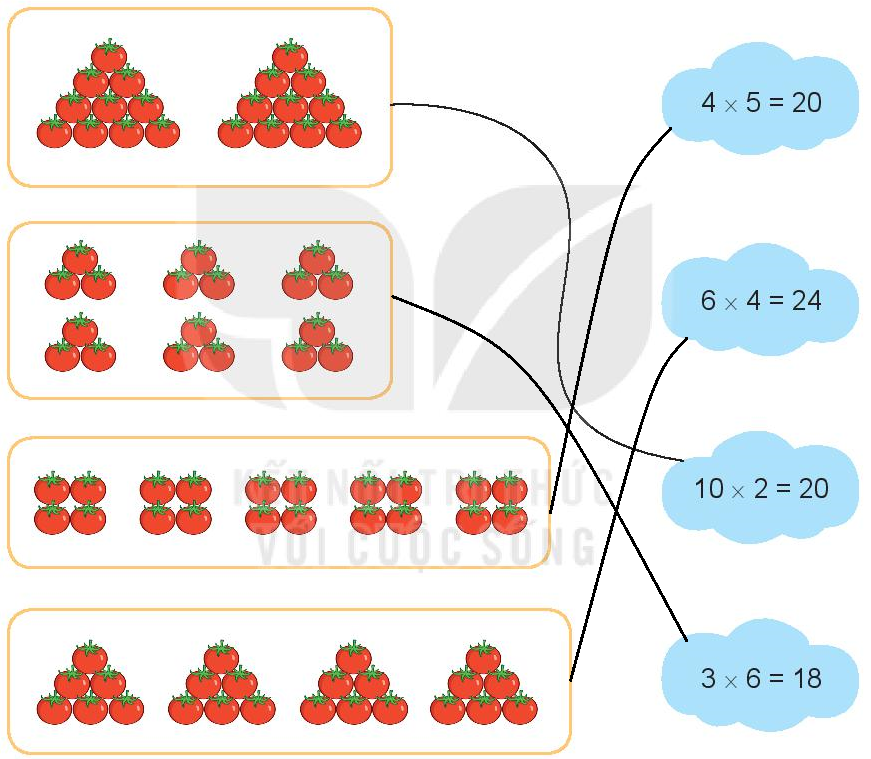 4 × 5 = 20
6 × 4 = 24
10 × 2 = 20
3 × 6 = 18
KẾT NỐI TRI THỨC
VỚI CUỘC SỐNG